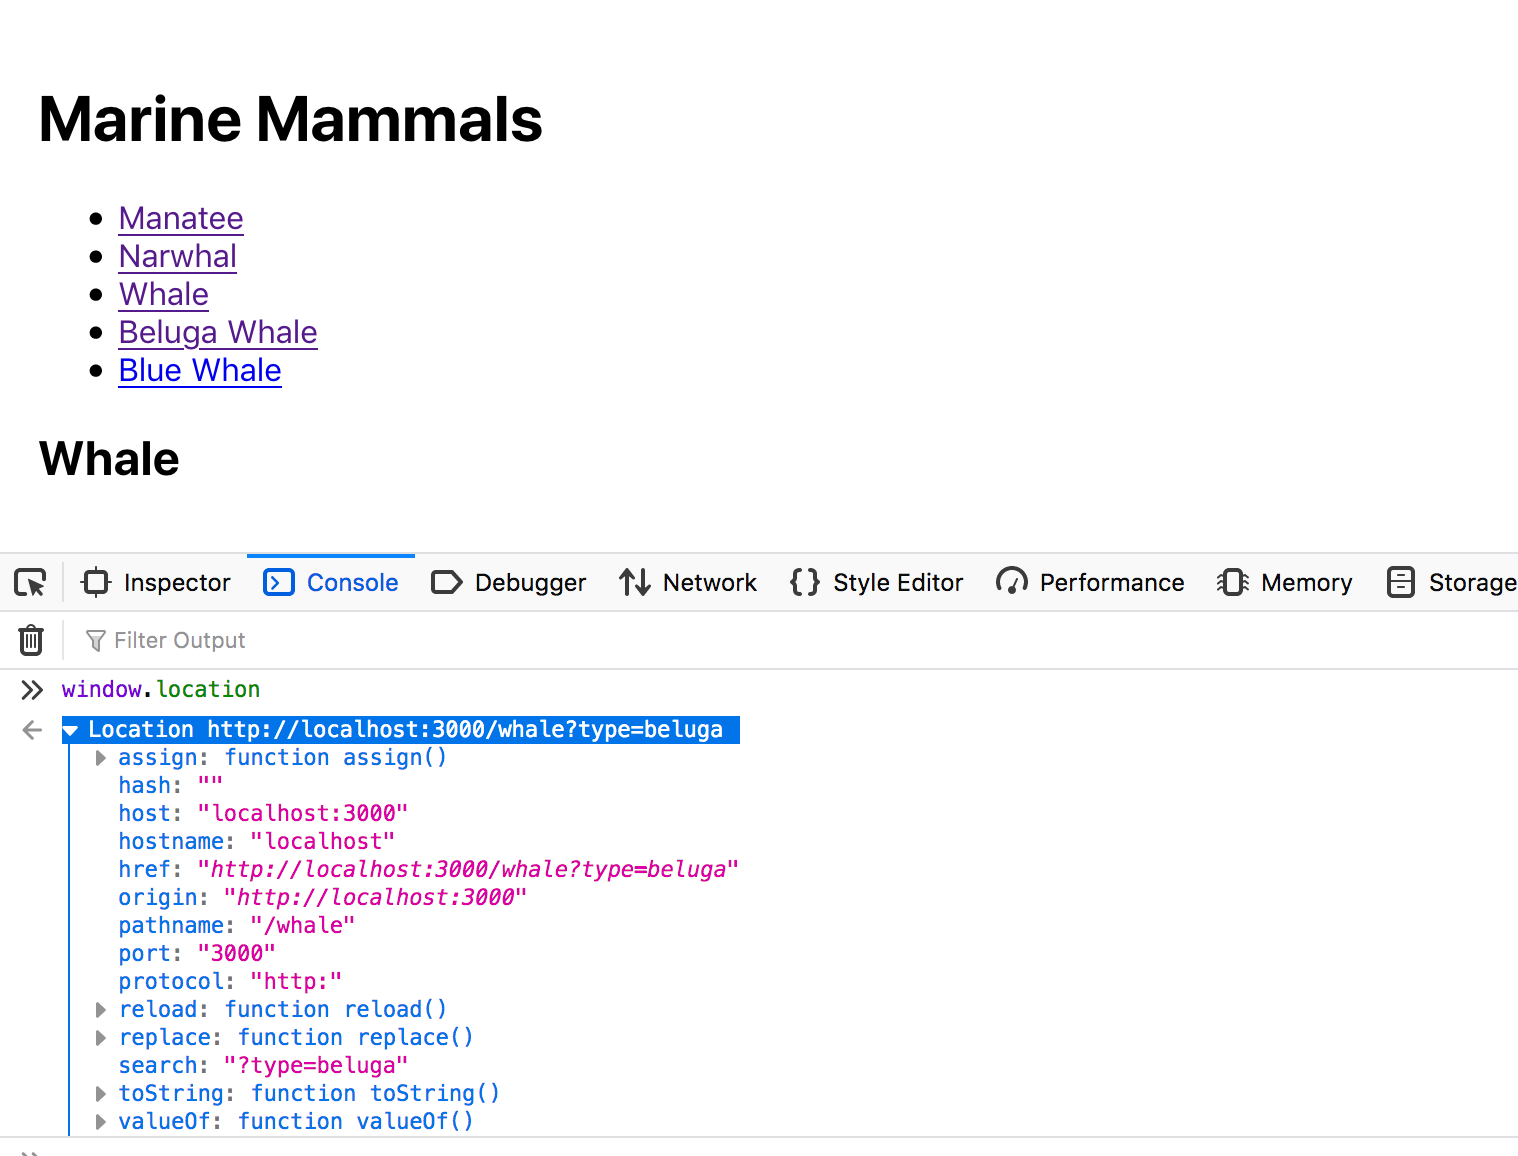 Marine Mammals
Manatee
Narwhal
Whale
Beluga Whale
Blue Whale
Whale
Inspector Console Debugger Network Style Editor Performance Memory Storage
Filter Output
window.location
Location http://localhost:3000/whale?type=beluga
assign: function assign()
hash: ""
host: "localhost:3000"
hostname: "localhost"
href: "http://localhost:3000/whale?type=beluga"
origin: "http://localhost:3000"
pathname: "/whale"
port: "3000"
protocol: "http:"
reload: function reload()
replace: function replace()
search: "?type=beluga"
toString: function toString()
valueOf: function valueOf()